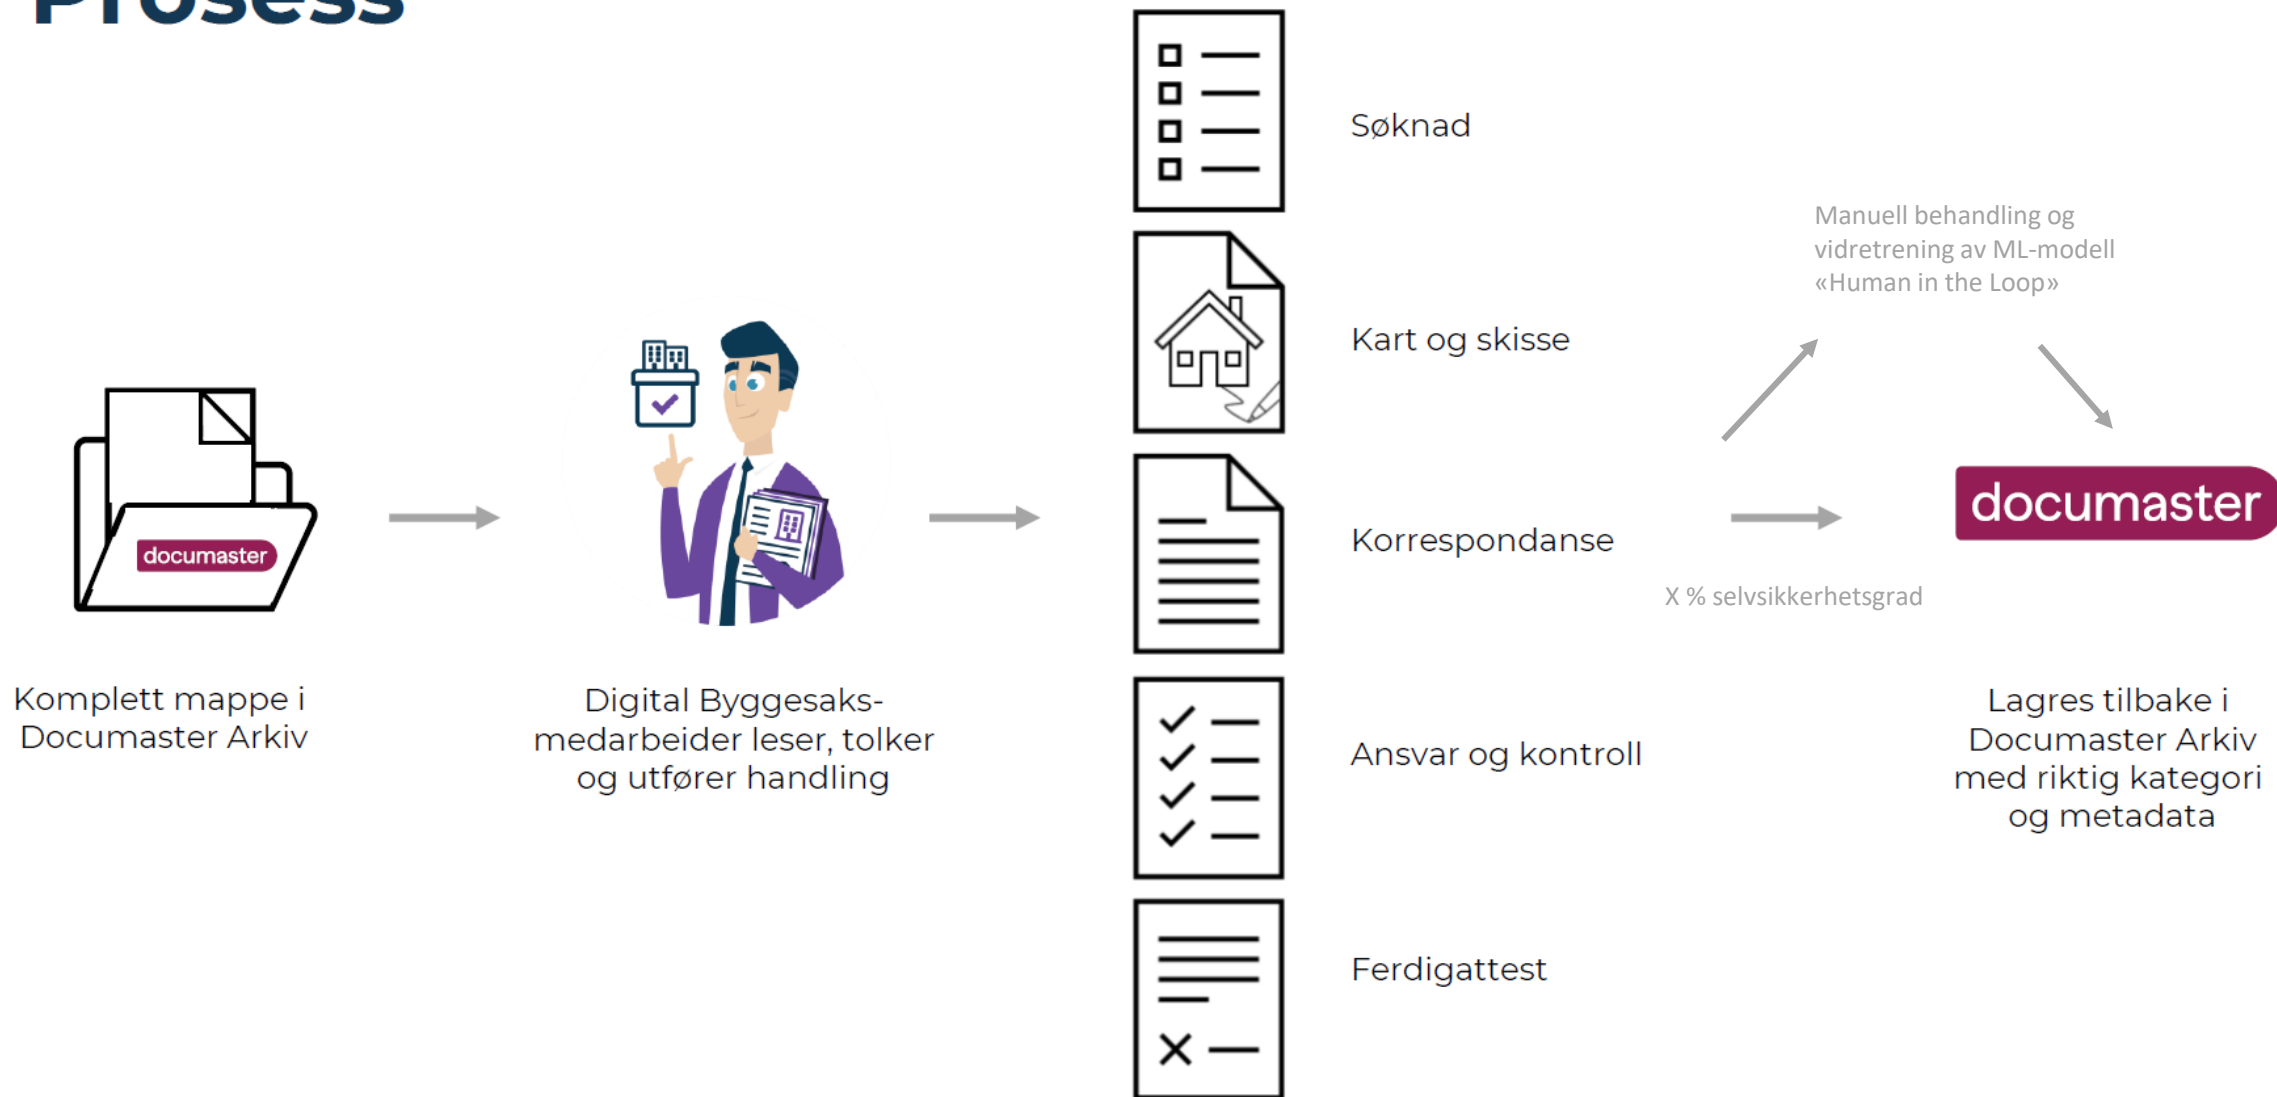 Prosess
documaster
Komplett mappe i
Documaster Arkiv
Digital Byggesaks-
medarbeider leser, tolker
og utfører handling
Søknad
Kart og skisse
Korrespondanse
Ansvar og kontroll
Ferdigattest
Manuell behandling og
vidretrening av ML-modell
«Human in the Loop»
X % selvsikkerhetsgrad
documaster
Lagres tilbake i
Documaster Arkiv
med riktig kategori
og metadata